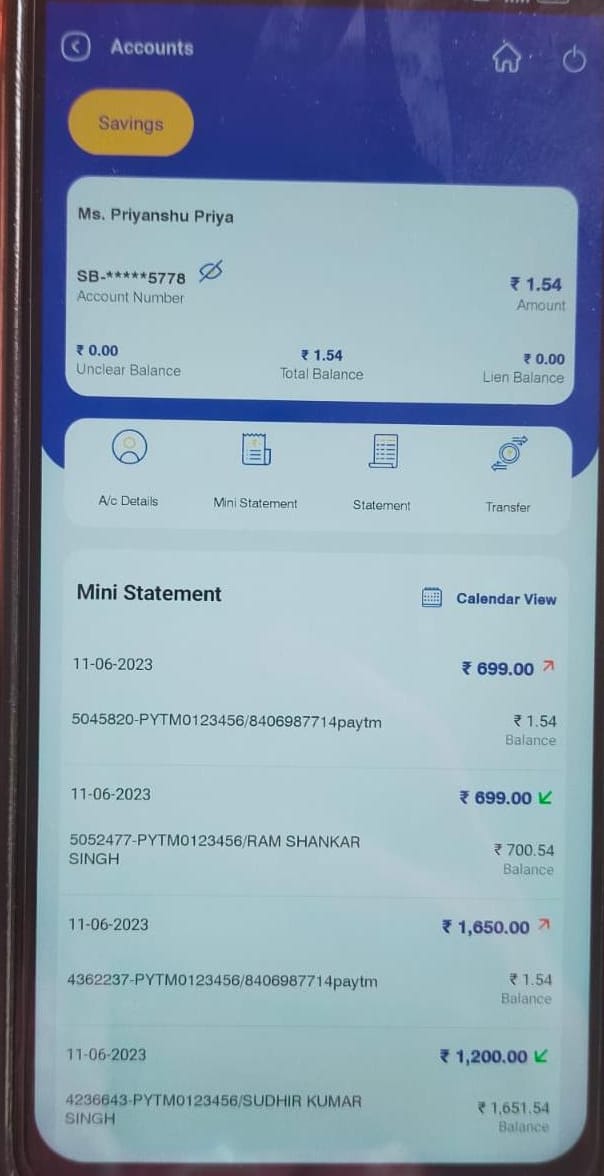 Accounts
Savings
Ms. Priyanshu Priya
SB-*****5778
Account Number
₹ 1.54
Amount
₹ 0.00
Unclear Balance
₹ 1.54
Total Balance
₹ 0.00
Lien Balance
A/c Details
Mini Statement
Statement
Transfer
Mini Statement
Calendar View
11-06-2023
₹ 699.00
5045820-PYTM0123456/8406987714paytm
₹ 1.54
Balance
11-06-2023
₹ 699.00
5052477-PYTM0123456/RAM SHANKAR
SINGH
₹ 700.54
Balance
11-06-2023
₹ 1,650.00
4362237-PYTM0123456/8406987714paytm
₹ 1.54
Balance
11-06-2023
₹ 1,200.00
4236643-PYTM0123456/SUDHIR KUMAR
SINGH
₹ 1,651.54
Balance